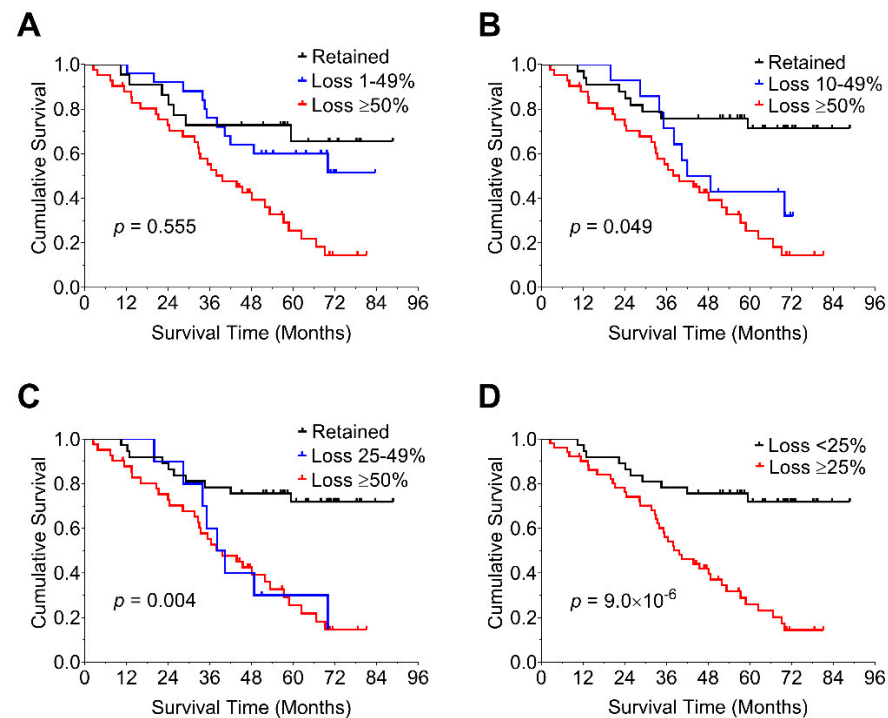 A
Retained
Loss 1-49%
Loss ≥50%
1.0
0.8
0.6
0.4
0.2
0.0
Cumulative Survival
p = 0.555
0 12 24 36 48 60 72 84 96
Survival Time (Months)
B
Retained
Loss 10-49%
Loss ≥50%
1.0
0.8
0.6
0.4
0.2
0.0
Cumulative Survival
p = 0.049
0 12 24 36 48 60 72 84 96
Survival Time (Months)
C
Retained
Loss 25-49%
Loss ≥50%
1.0
0.8
0.6
0.4
0.2
0.0
Cumulative Survival
p = 0.004
0 12 24 36 48 60 72 84 96
Survival Time (Months)
D
Loss <25%
Loss ≥25%
1.0
0.8
0.6
0.4
0.2
0.0
Cumulative Survival
p = 9.0×10⁻⁶
0 12 24 36 48 60 72 84 96
Survival Time (Months)